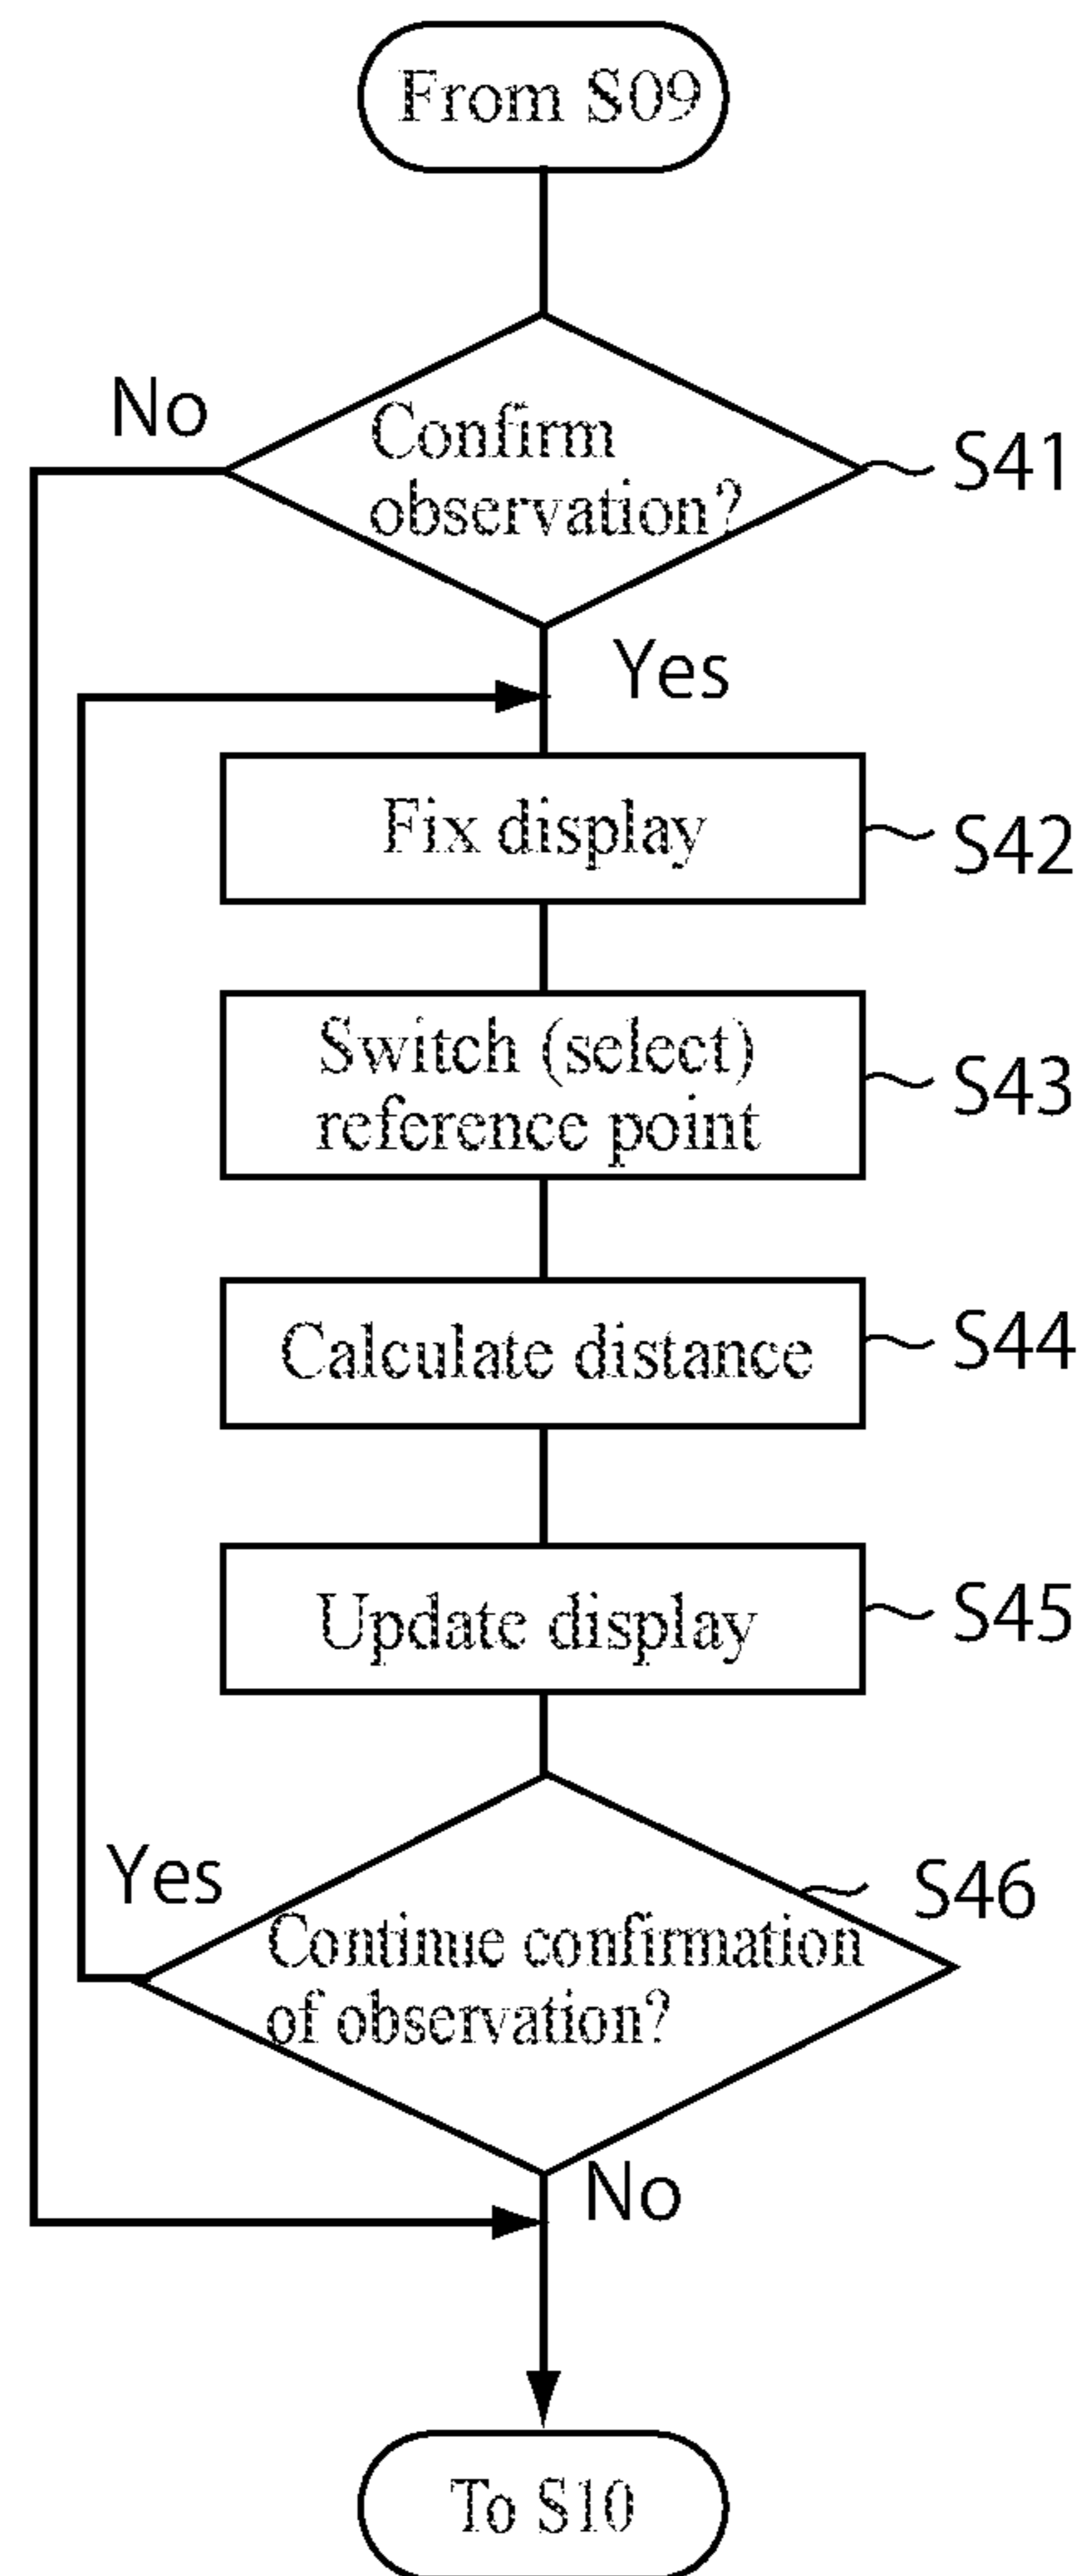 From S09
No
Confirm
observation?
S41
Yes
Fix display
S42
Switch (select)
reference point
S43
Calculate distance
S44
Update display
S45
Yes
Continue confirmation
of observation?
S46
No
To S10